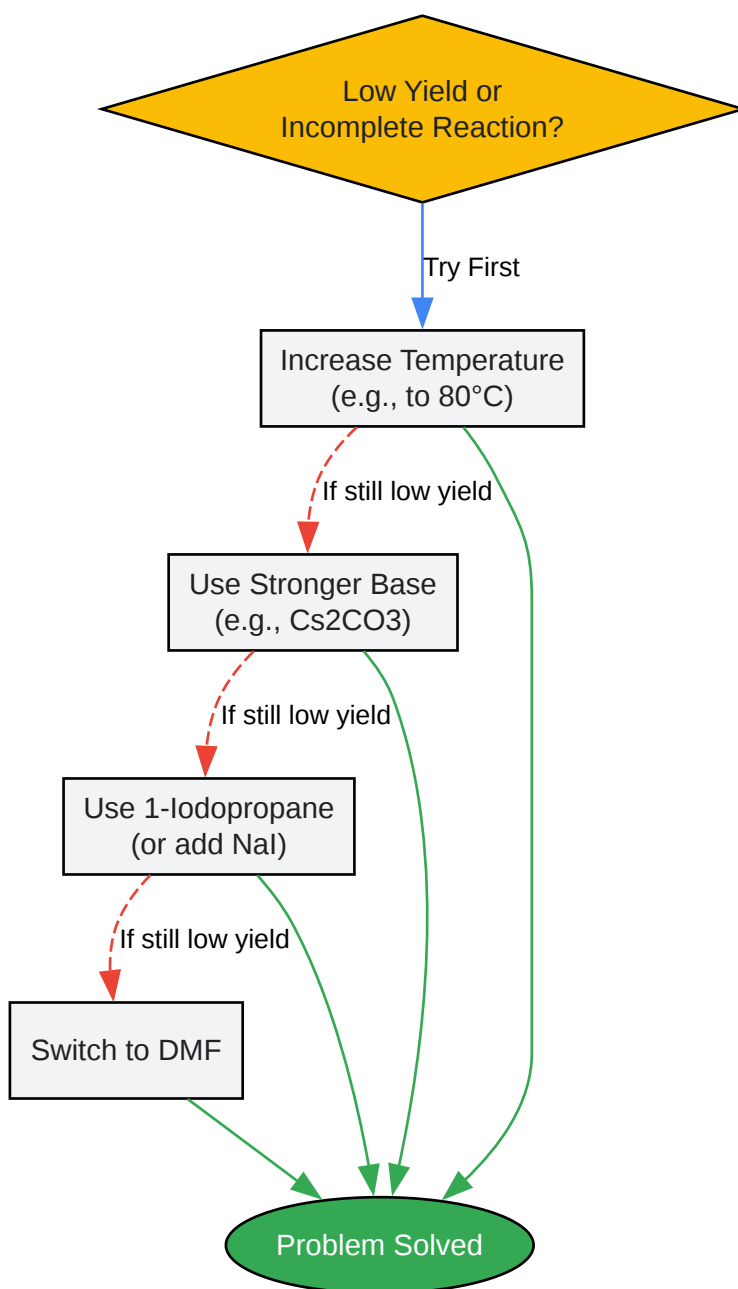 Low Yield or
Incomplete Reaction?
Try First
Increase Temperature
(e.g., to 80°C)
If still low yield
Use Stronger Base
(e.g., Cs2CO3)
If still low yield
Use 1-Iodopropane
(or add NaI)
If still low yield
Switch to DMF
Problem Solved